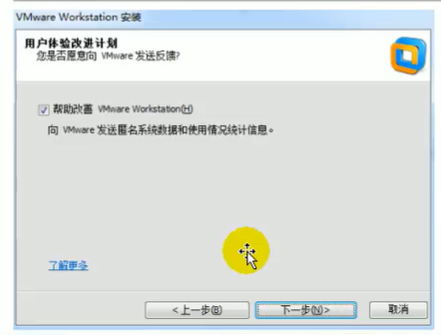 VMware Workstation 安装
用户体验改进计划
您是否愿意向 VMware 发送反馈?
帮助改善 VMware Workstation(H)
向 VMware 发送匿名系统数据和使用情况统计信息。
了解更多
<上一步(B)
下一步(N)>
取消